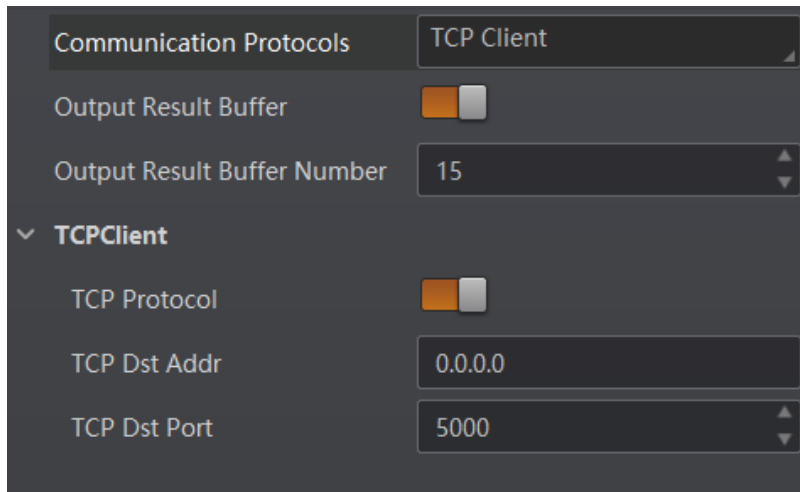 Communication Protocols TCP Client
Output Result Buffer
Output Result Buffer Number 15
TCPClient
TCP Protocol
TCP Dst Addr 0.0.0.0
TCP Dst Port 5000